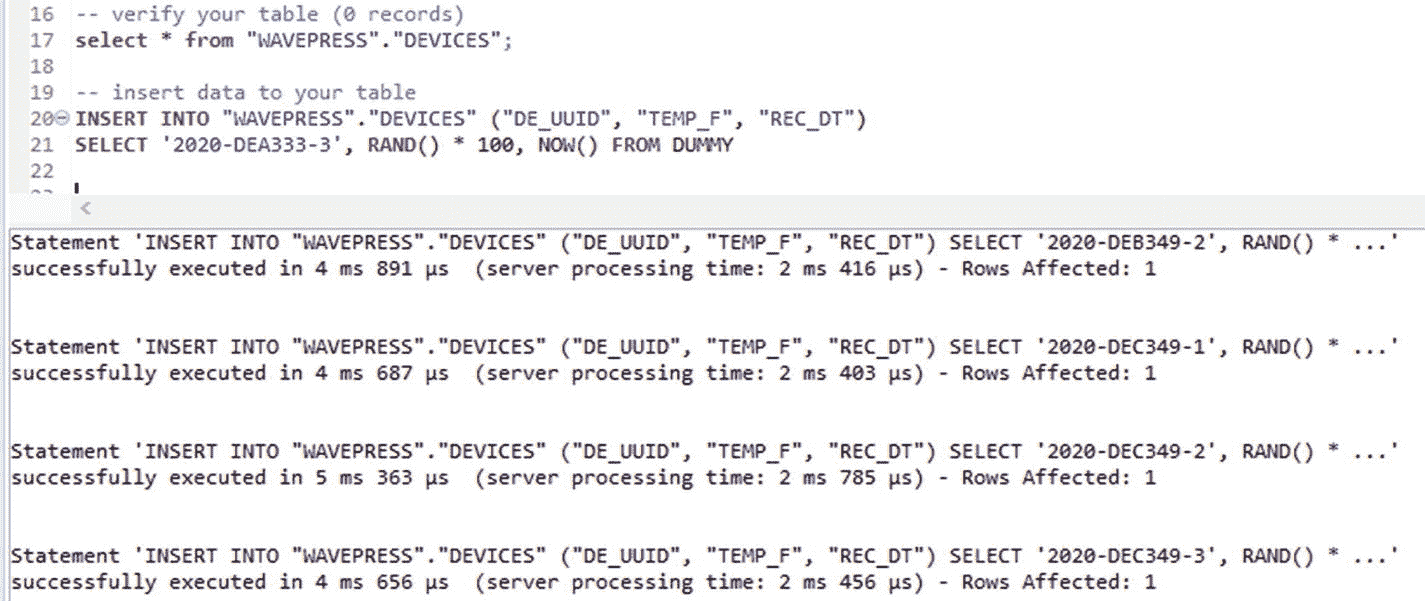 16 -- verify your table (0 records)
17 select * from "WAVEPRESS"."DEVICES";
18
19 -- insert data to your table
20 INSERT INTO "WAVEPRESS"."DEVICES" ("DE_UUID", "TEMP_F", "REC_DT")
21 SELECT '2020-DEA333-3', RAND() * 100, NOW() FROM DUMMY
22
Statement 'INSERT INTO "WAVEPRESS"."DEVICES" ("DE_UUID", "TEMP_F", "REC_DT") SELECT '2020-DEB349-2', RAND() * ...'
successfully executed in 4 ms 891 µs (server processing time: 2 ms 416 µs) - Rows Affected: 1
Statement 'INSERT INTO "WAVEPRESS"."DEVICES" ("DE_UUID", "TEMP_F", "REC_DT") SELECT '2020-DEC349-1', RAND() * ...'
successfully executed in 4 ms 687 µs (server processing time: 2 ms 403 µs) - Rows Affected: 1
Statement 'INSERT INTO "WAVEPRESS"."DEVICES" ("DE_UUID", "TEMP_F", "REC_DT") SELECT '2020-DEC349-2', RAND() * ...'
successfully executed in 5 ms 363 µs (server processing time: 2 ms 785 µs) - Rows Affected: 1
Statement 'INSERT INTO "WAVEPRESS"."DEVICES" ("DE_UUID", "TEMP_F", "REC_DT") SELECT '2020-DEC349-3', RAND() * ...'
successfully executed in 4 ms 656 µs (server processing time: 2 ms 456 µs) - Rows Affected: 1